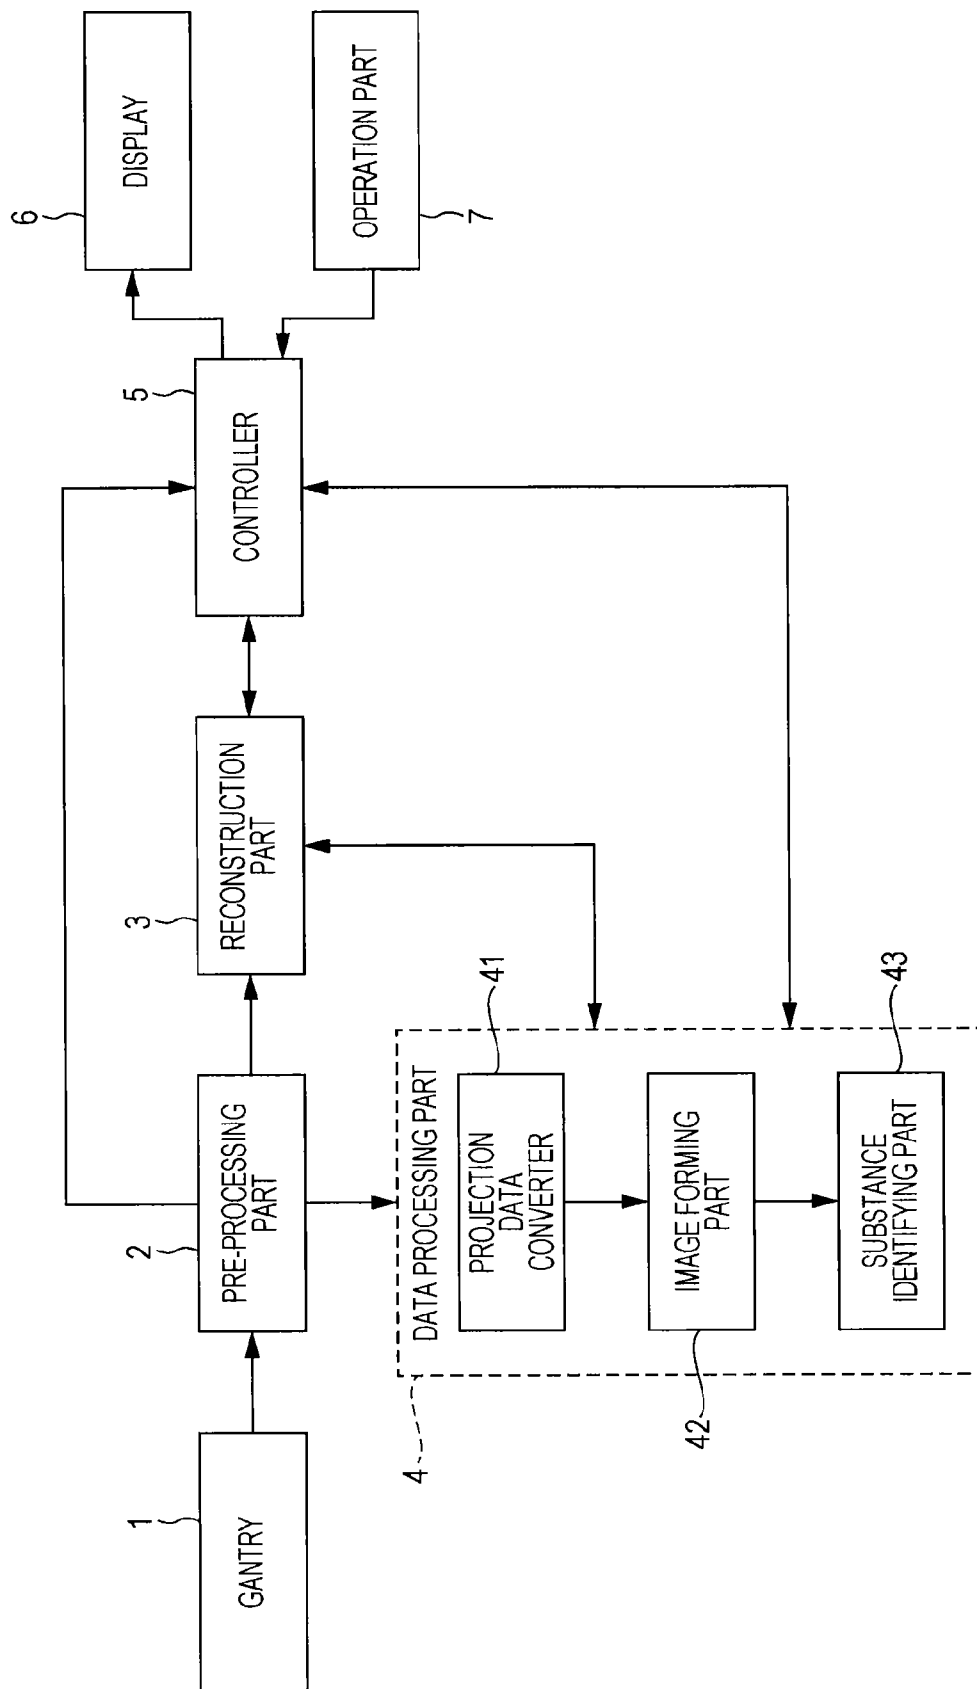 1
GANTRY
2
PRE-PROCESSING
PART
3
RECONSTRUCTION
PART
5
CONTROLLER
6
DISPLAY
7
OPERATION PART
4
DATA PROCESSING PART
41
PROJECTION
DATA
CONVERTER
42
IMAGE FORMING
PART
43
SUBSTANCE
IDENTIFYING PART